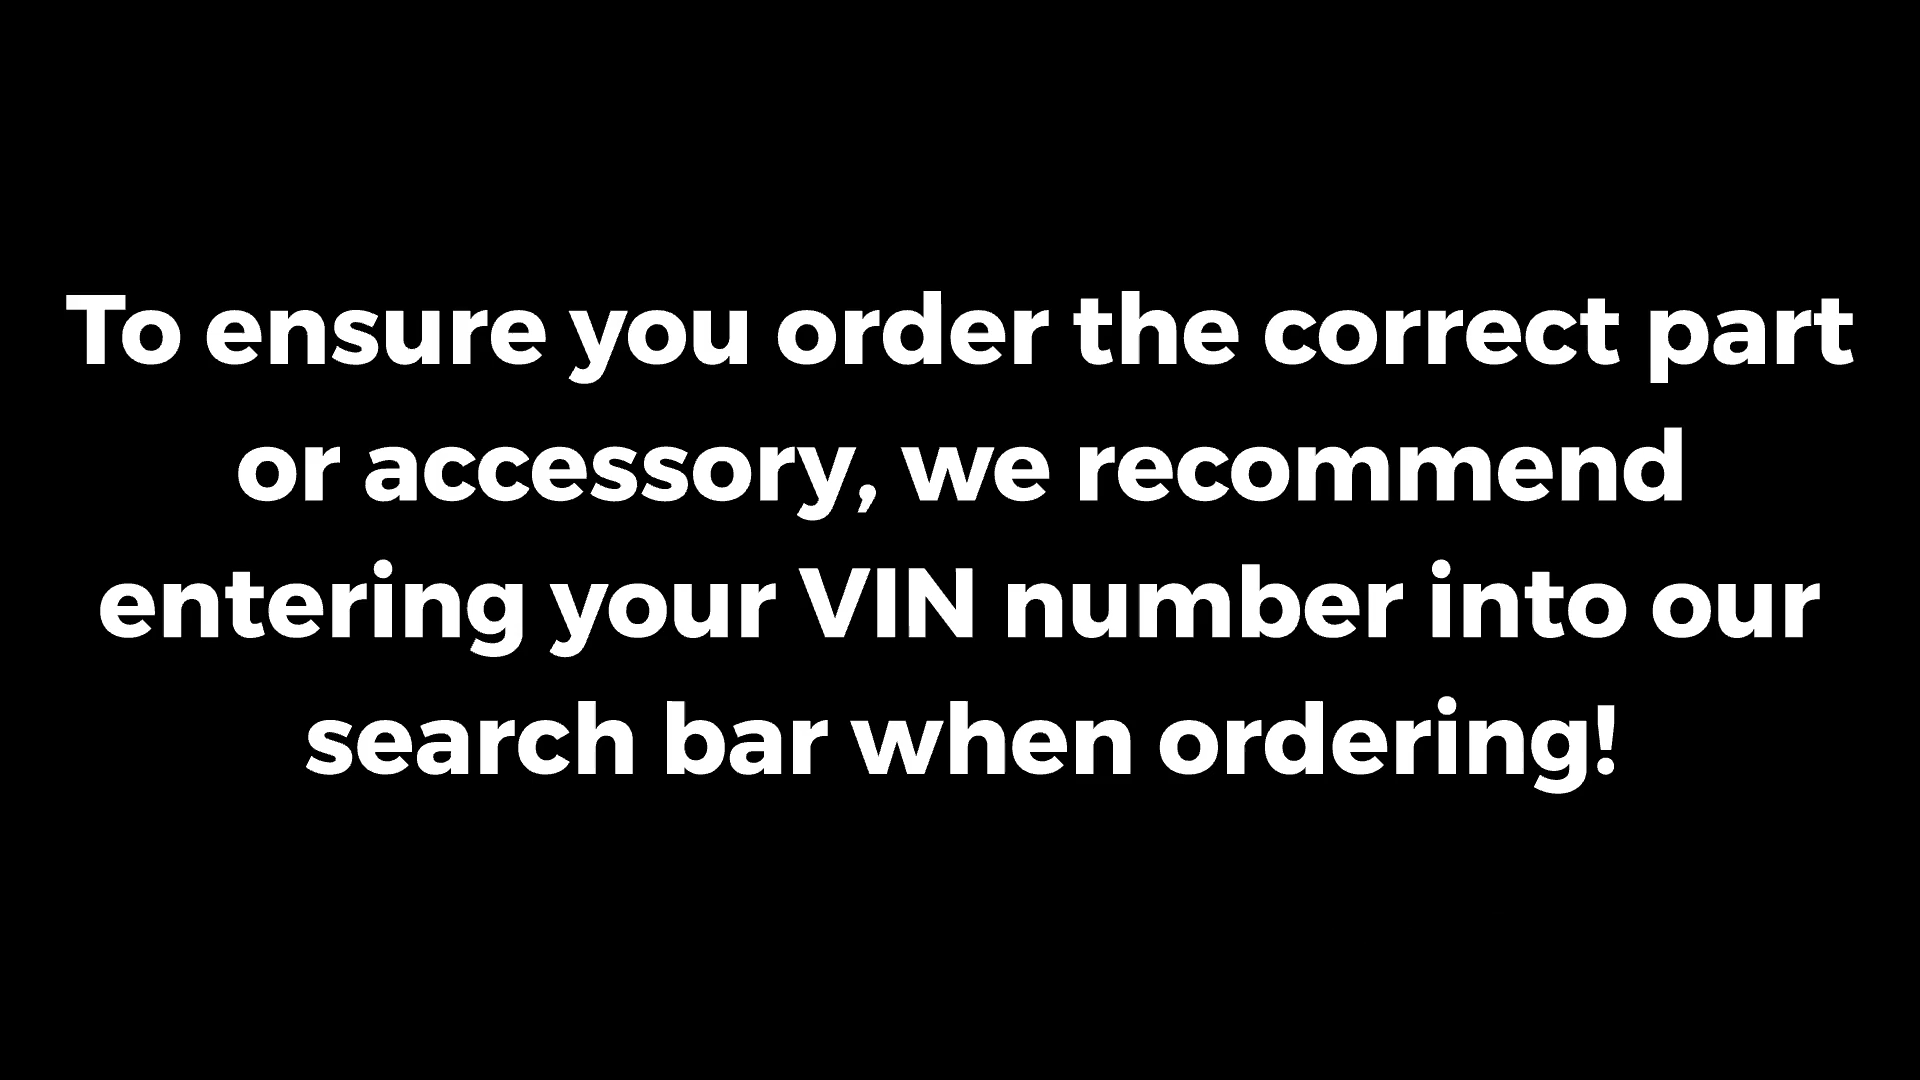 To ensure you order the correct part
or accessory, we recommend
entering your VIN number into our
search bar when ordering!